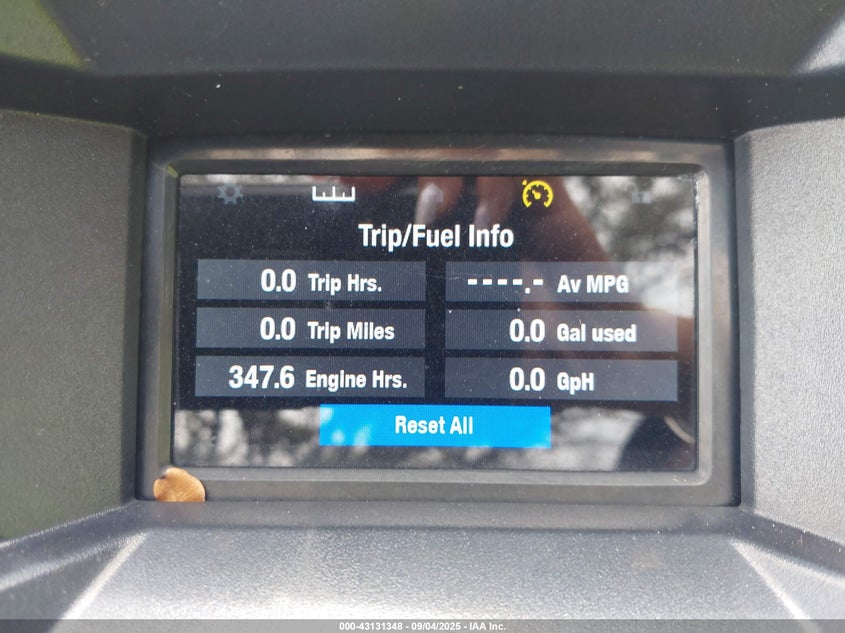 Trip/Fuel Info
0.0 Trip Hrs.
----.- Av MPG
0.0 Trip Miles
0.0 Gal used
347.6 Engine Hrs.
0.0 GpH
Reset All
000-43131348 - 09/04/2025 - IAA Inc.